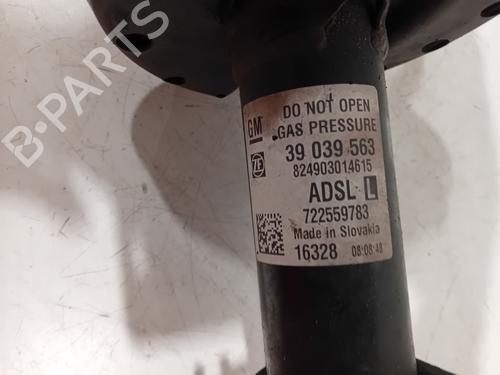 B-PARTS
GM
DO NOT OPEN
GAS PRESSURE
ZF
39 039 563
824903014615
ADSL L
722559783
Made in Slovakia
16328 08:08:48